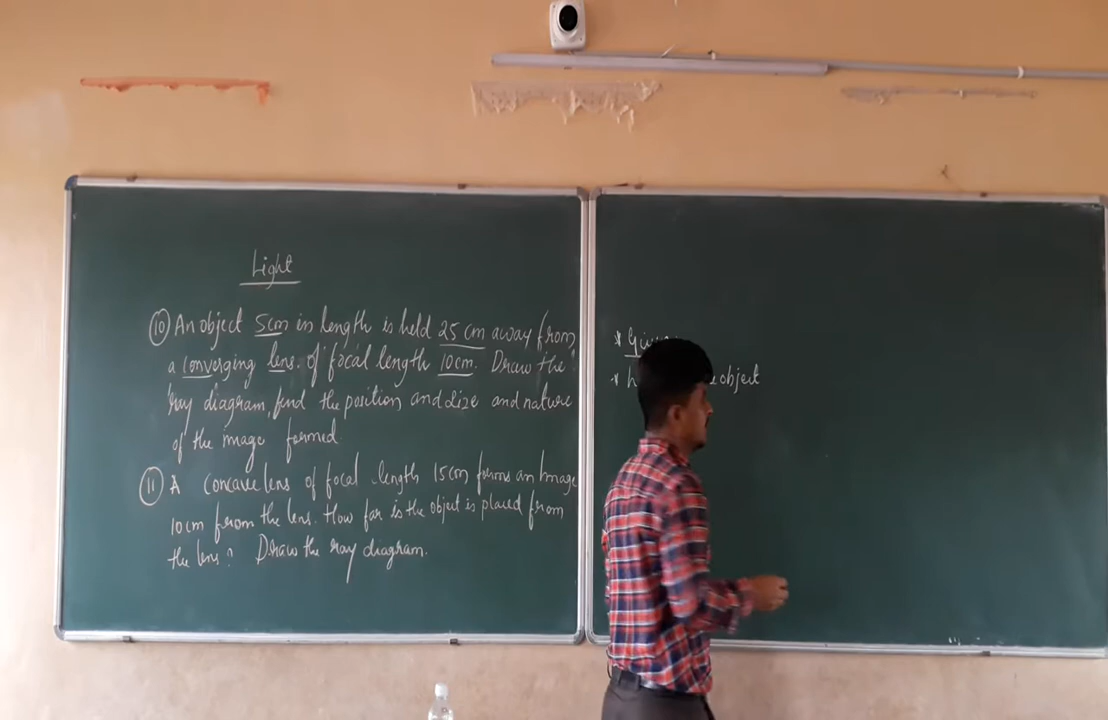 Light
(10) An object 5cm in length is held 25 cm away from
a converging lens. of focal length 10cm. Draw the
ray diagram, find the position and size and nature
of the image formed.
(11) A Concave lens of focal length 15cm forms an Image
10cm from the lens. How far is the object is placed from
the lens? Draw the ray diagram.
* 
* object